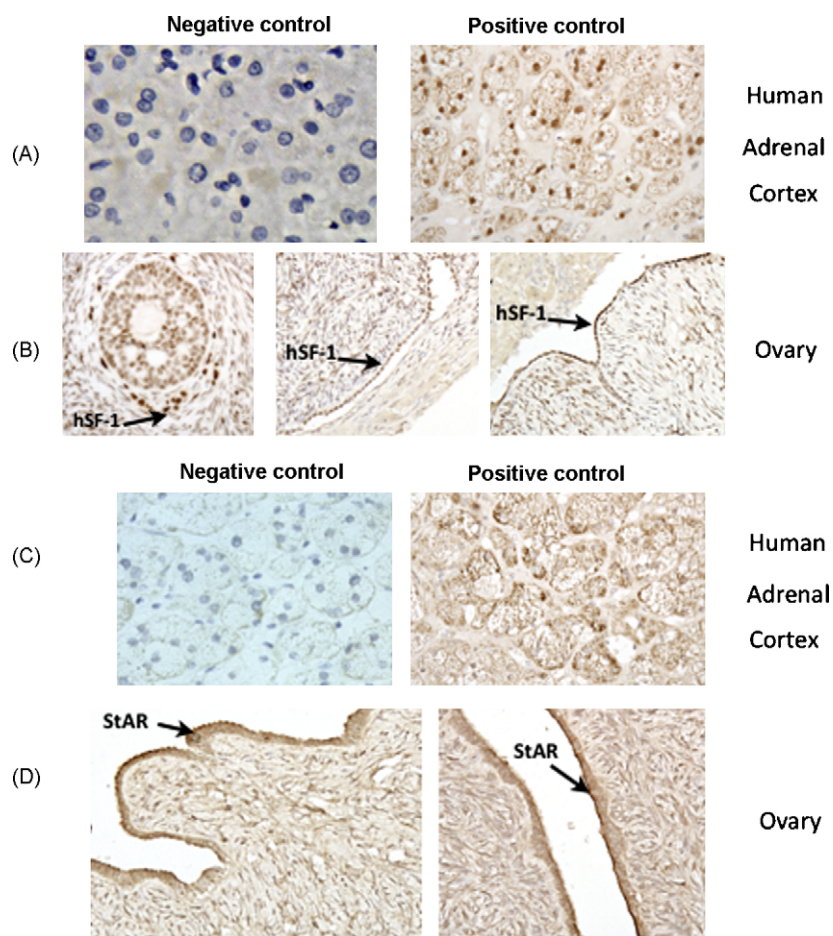 Negative control
Positive control
(A)
Human
Adrenal
Cortex
(B)
hSF-1
hSF-1
hSF-1
Ovary
Negative control
Positive control
(C)
Human
Adrenal
Cortex
(D)
StAR
StAR
Ovary